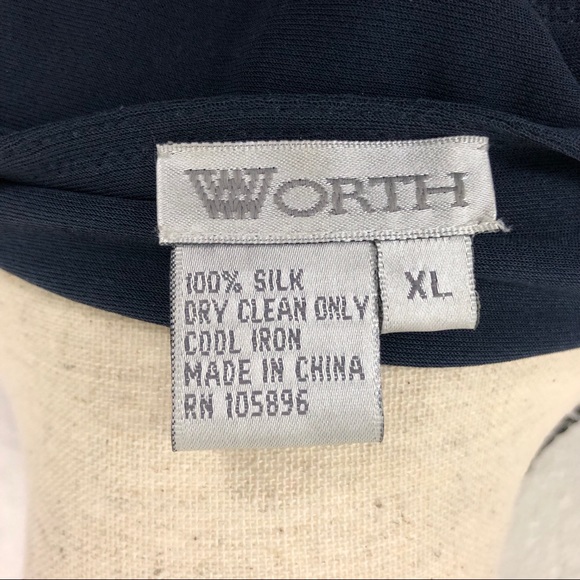 WORTH
XL
100% SILK
DRY CLEAN ONLY
COOL IRON
MADE IN CHINA
RN 105896